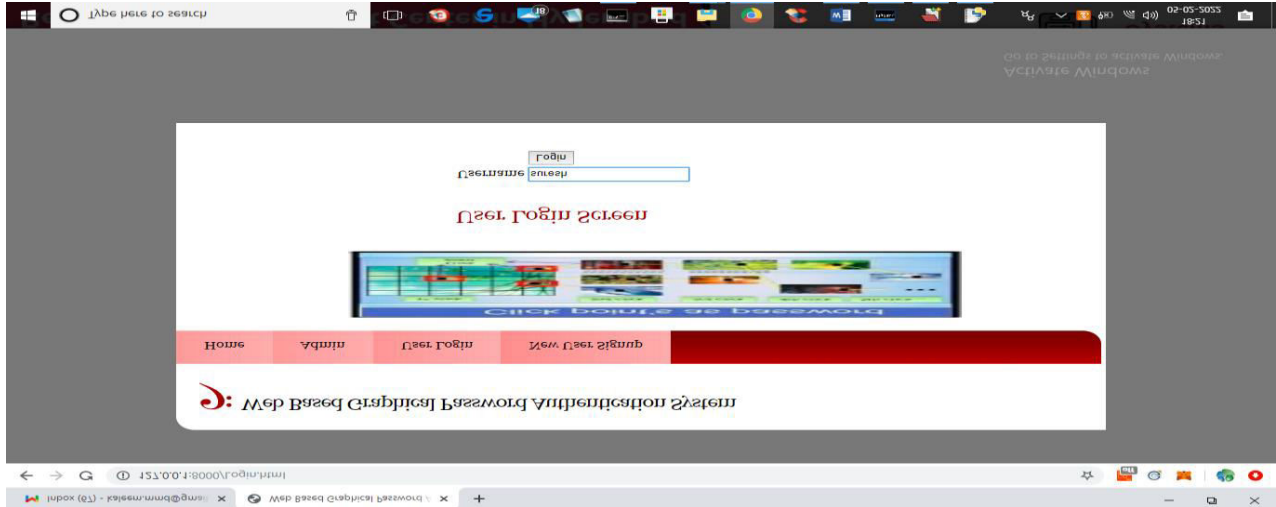 Inbox (67) - kaleem.mmd@gmail
Web Based Graphical Password A
127.0.0.1:8000/Login.html
Off
Web Based Graphical Password Authentication System
Home Admin User Login New User Signup
Click point's as password
User Login Screen
Username suresh
Login
Activate Windows
Go to Settings to activate Windows.
Type here to search
18:21
05-02-2022